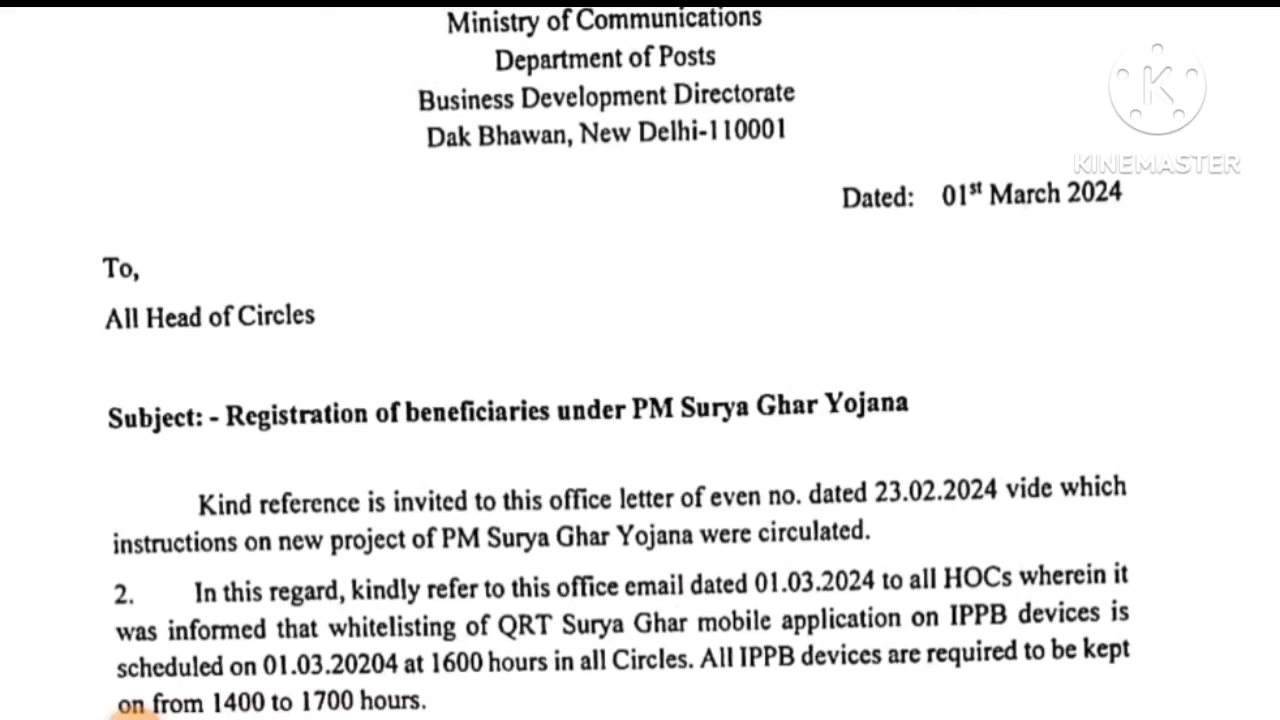 Ministry of Communications
Department of Posts
Business Development Directorate
Dak Bhawan, New Delhi-110001
KINEMASTER
Dated: 01st March 2024
To,
All Head of Circles
Subject: - Registration of beneficiaries under PM Surya Ghar Yojana
Kind reference is invited to this office letter of even no. dated 23.02.2024 vide which
instructions on new project of PM Surya Ghar Yojana were circulated.
2. In this regard, kindly refer to this office email dated 01.03.2024 to all HOCs wherein it
was informed that whitelisting of QRT Surya Ghar mobile application on IPPB devices is
scheduled on 01.03.20204 at 1600 hours in all Circles. All IPPB devices are required to be kept
on from 1400 to 1700 hours.